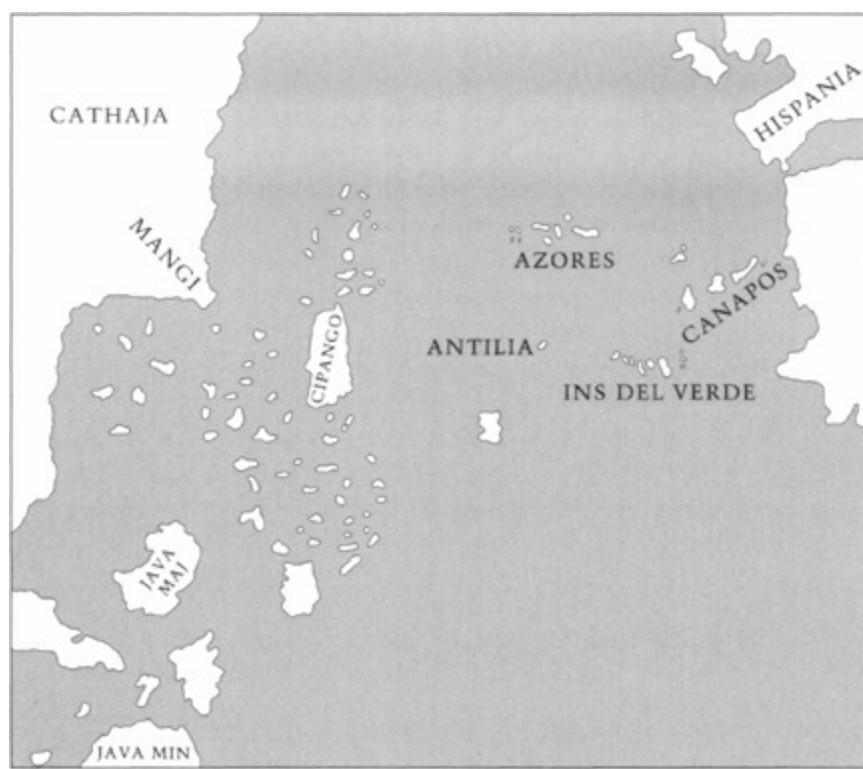 CATHAJA
HISPANIA
MANGI
AZORES
CANAPOS
CIPANGO
ANTILIA
INS DEL VERDE
JAVA
MAJ
JAVA MIN